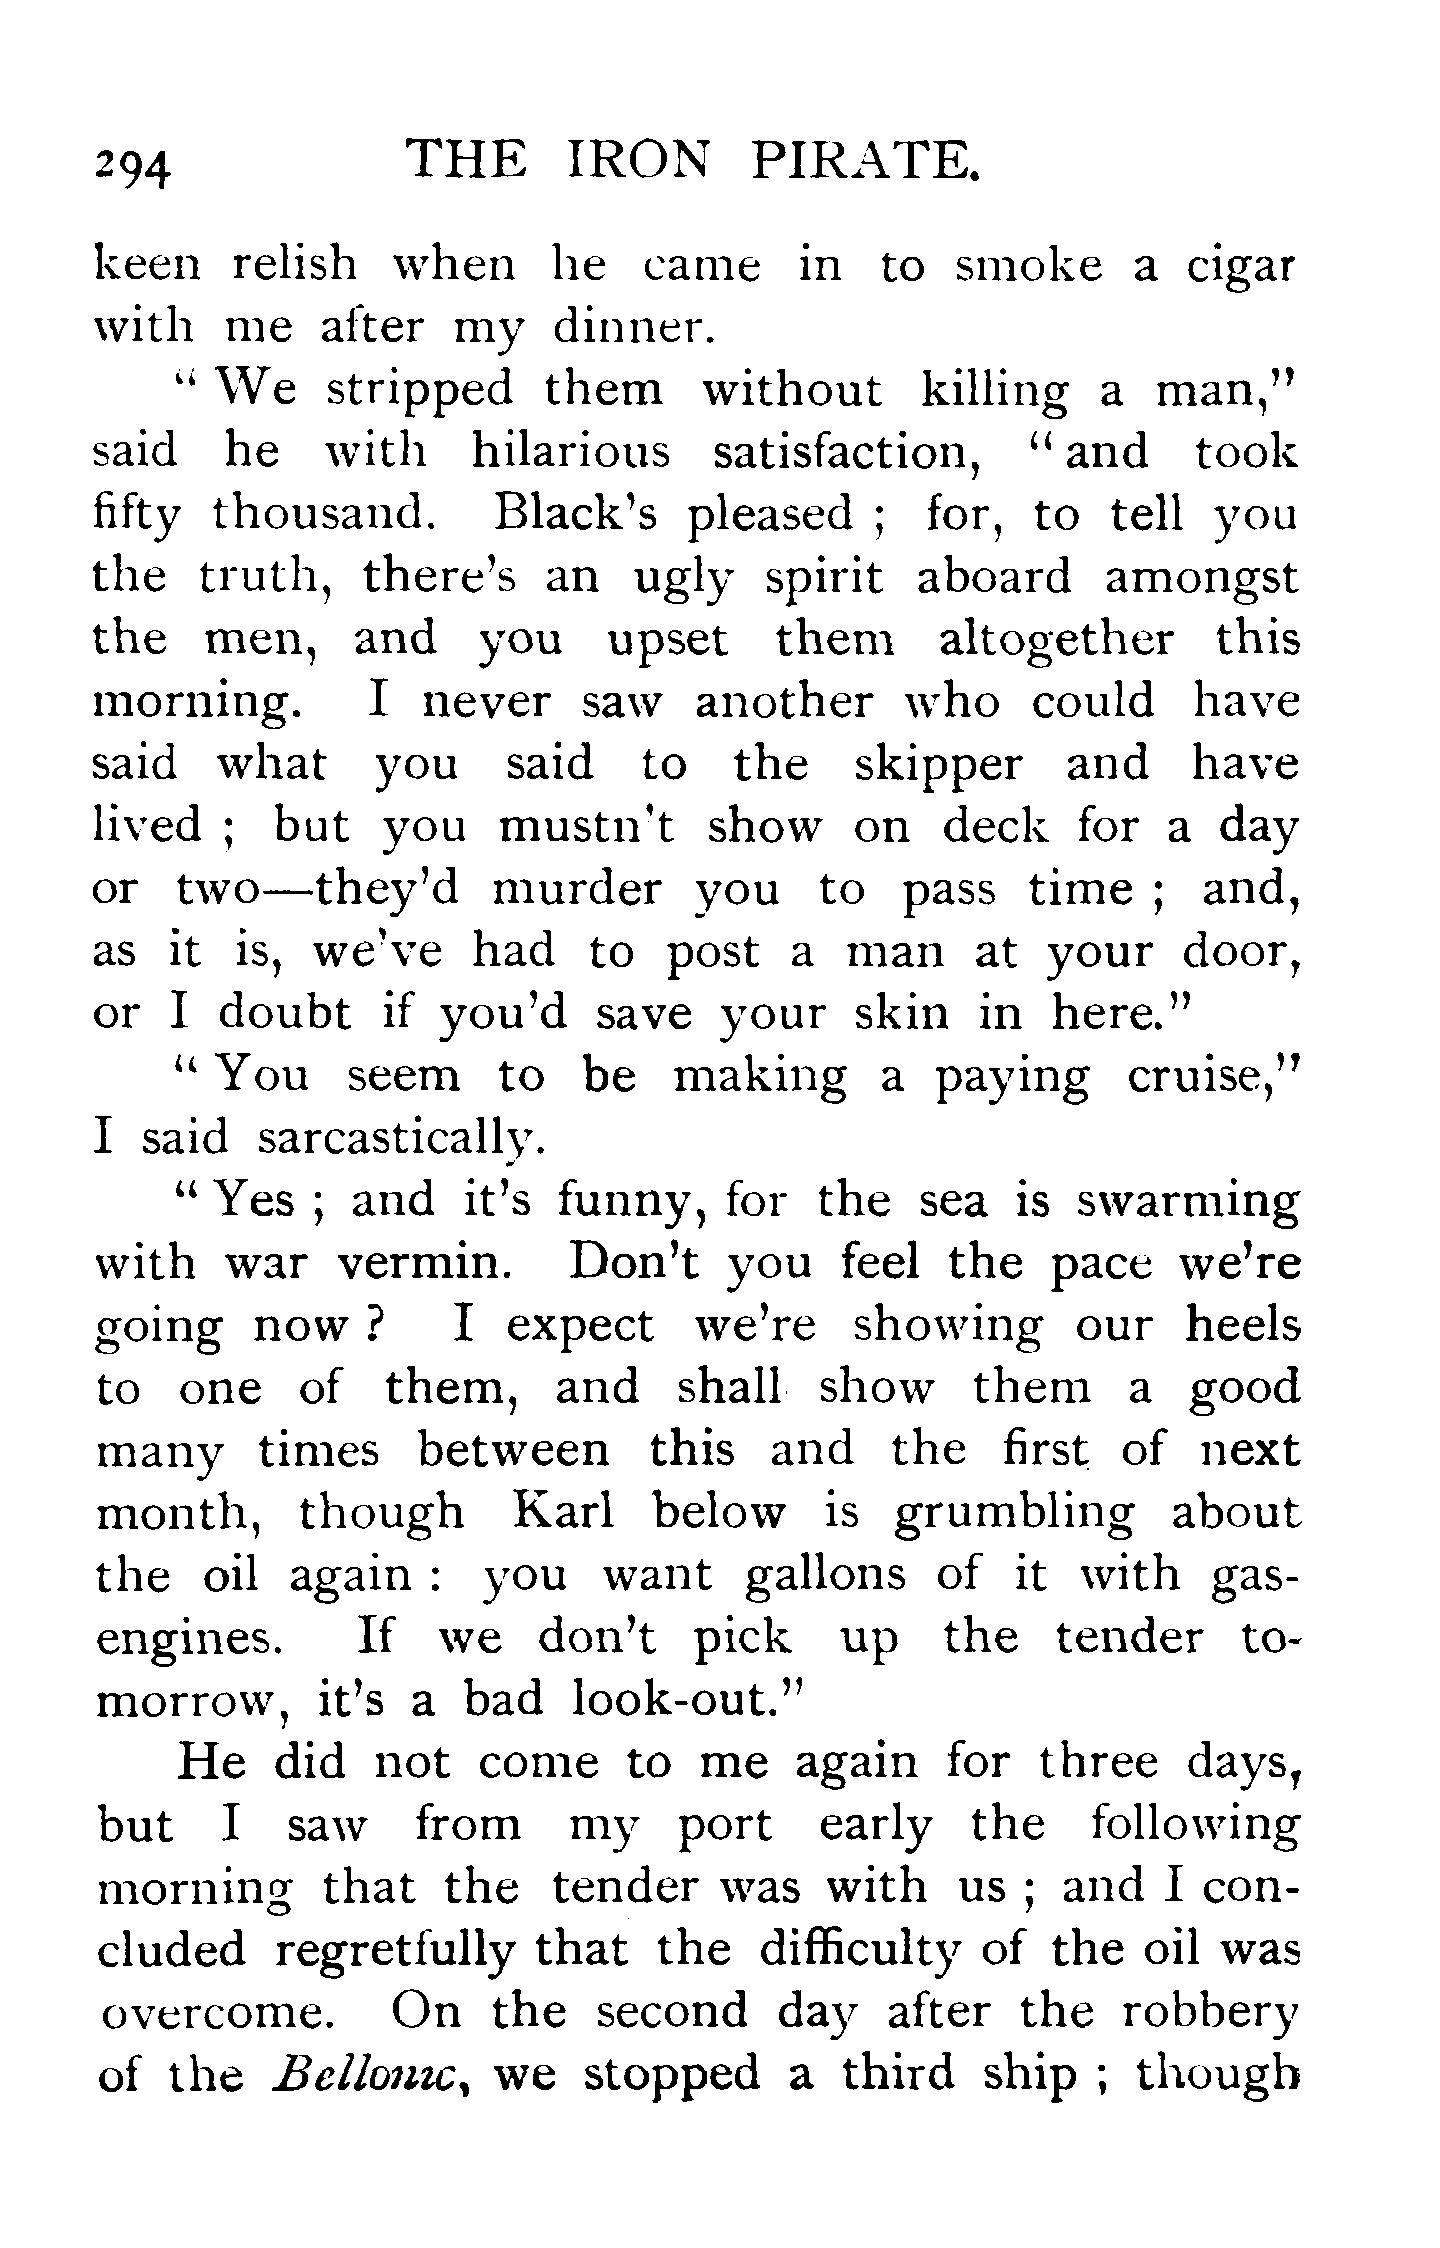 294 THE IRON PIRATE.
keen relish when he came in to smoke a cigar
with me after my dinner.
“ We stripped them without killing a man,”
said he with hilarious satisfaction, “ and took
fifty thousand. Black’s pleased ; for, to tell you
the truth, there’s an ugly spirit aboard amongst
the men, and you upset them altogether this
morning. I never saw another who could have
said what you said to the skipper and have
lived ; but you mustn’t show on deck for a day
or two—they’d murder you to pass time ; and,
as it is, we’ve had to post a man at your door,
or I doubt if you’d save your skin in here.”
“ You seem to be making a paying cruise,”
I said sarcastically.
“ Yes ; and it’s funny, for the sea is swarming
with war vermin. Don’t you feel the pace we’re
going now ? I expect we’re showing our heels
to one of them, and shall show them a good
many times between this and the first of next
month, though Karl below is grumbling about
the oil again : you want gallons of it with gas-
engines. If we don’t pick up the tender to-
morrow, it’s a bad look-out.”
He did not come to me again for three days,
but I saw from my port early the following
morning that the tender was with us ; and I con-
cluded regretfully that the difficulty of the oil was
overcome. On the second day after the robbery
of the Bellonic, we stopped a third ship ; though